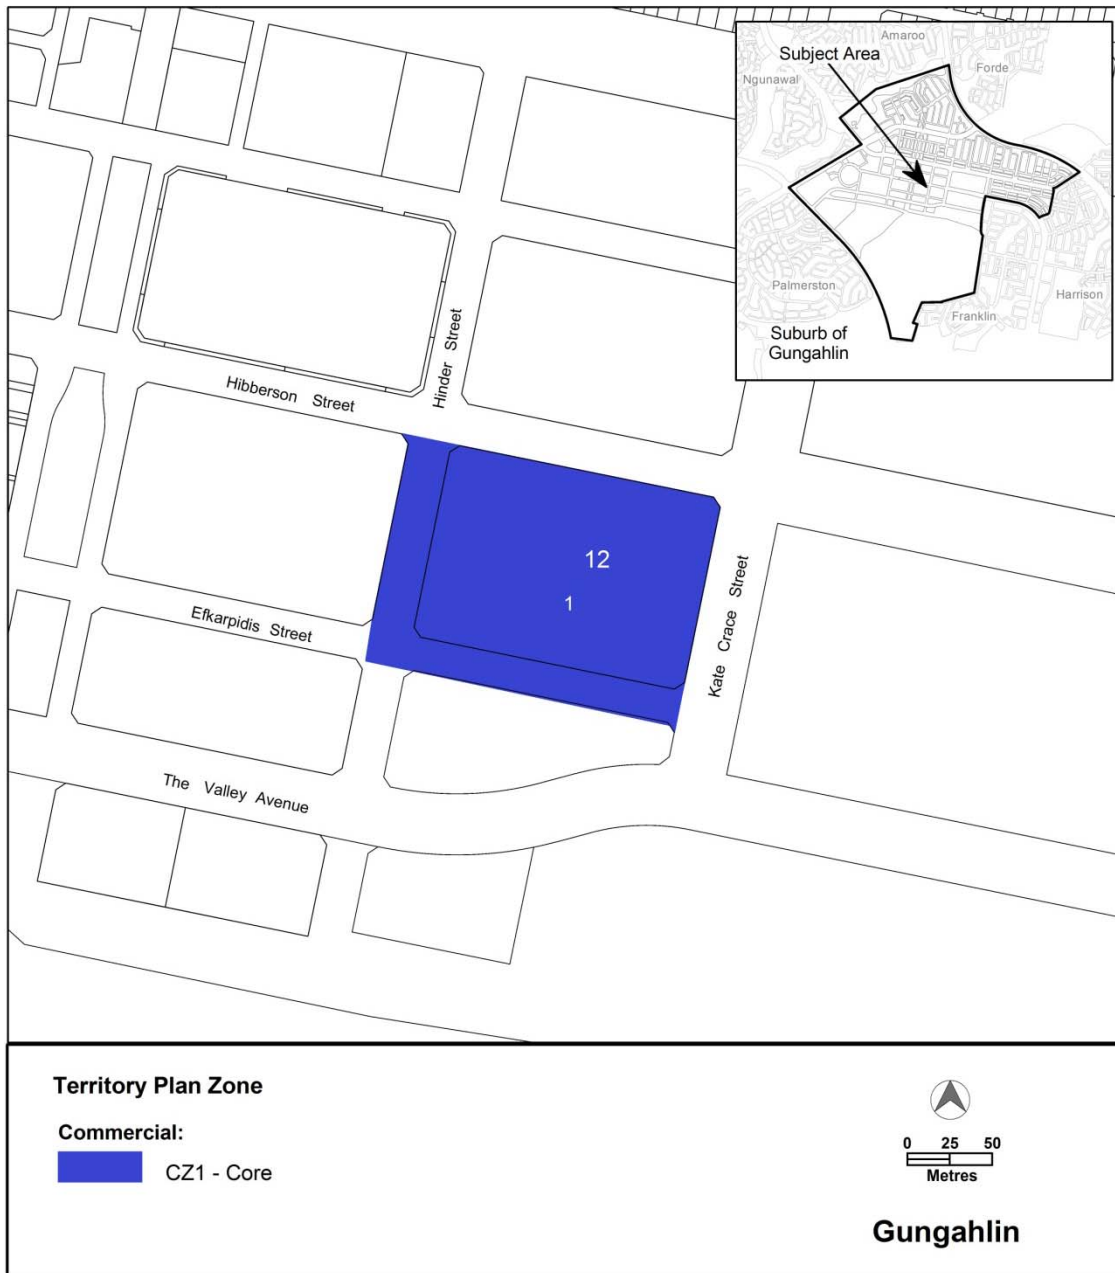 Amaroo
Subject Area
Forde
Ngunawal
Palmerston
Harrison
Franklin
Suburb of
Gungahlin
Hinder Street
Hibberson Street
12
1
Kate Crace Street
Efkarpidis Street
The Valley Avenue
Territory Plan Zone
Commercial:
CZ1 - Core
0 25 50
Metres
Gungahlin